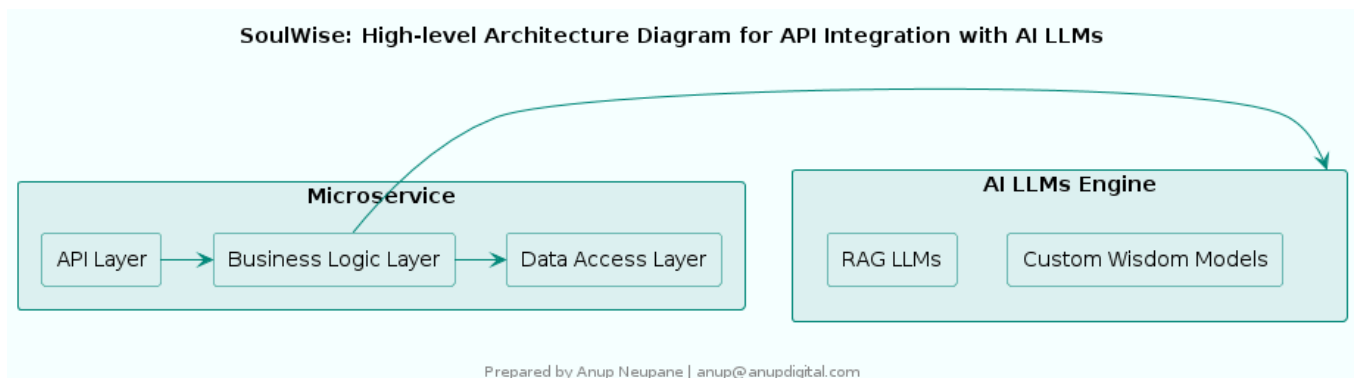 SoulWise: High-level Architecture Diagram for API Integration with AI LLMs
Microservice
API Layer
Business Logic Layer
Data Access Layer
AI LLMs Engine
RAG LLMs
Custom Wisdom Models
Prepared by Anup Neupane | anup@anupdigital.com